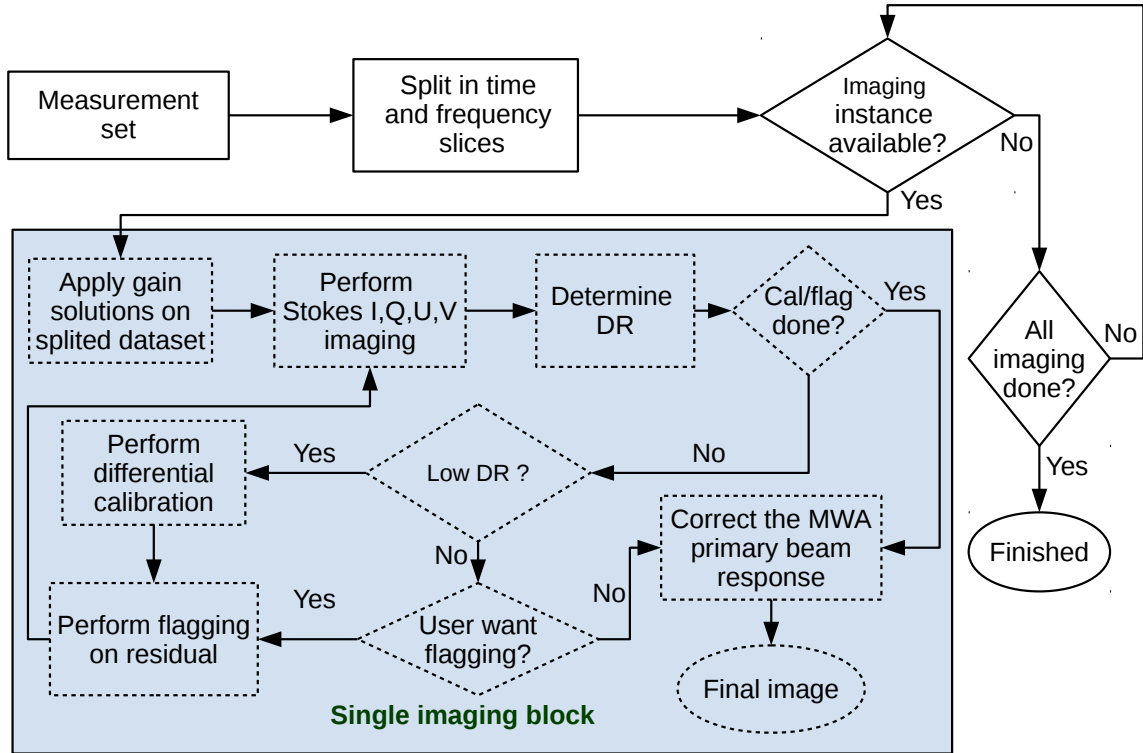 Measurement
set
Split in time
and frequency
slices
Imaging
instance
available?
No
Yes
Apply gain
solutions on
splited dataset
Perform
Stokes I,Q,U,V
imaging
Determine
DR
Cal/flag
done?
Yes
All
imaging
done?
No
Yes
Finished
No
Low DR ?
Yes
Perform
differential
calibration
No
User want
flagging?
Yes
Perform flagging
on residual
No
Correct the MWA
primary beam
response
Final image
Single imaging block